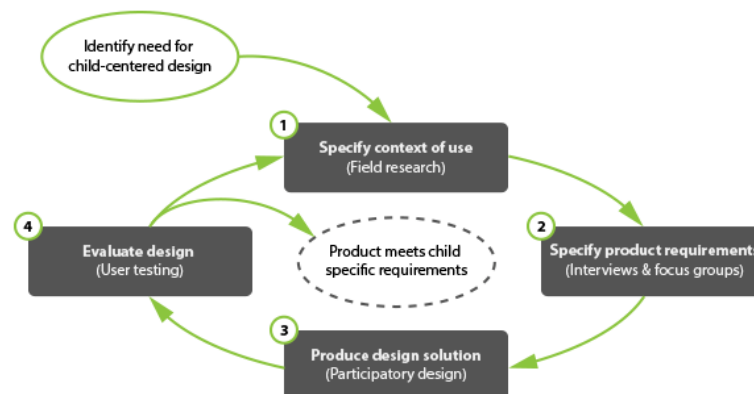 Identify need for
child-centered design
1
Specify context of use
(Field research)
4
Evaluate design
(User testing)
Product meets child
specific requirements
2
Specify product requirements
(Interviews & focus groups)
3
Produce design solution
(Participatory design)